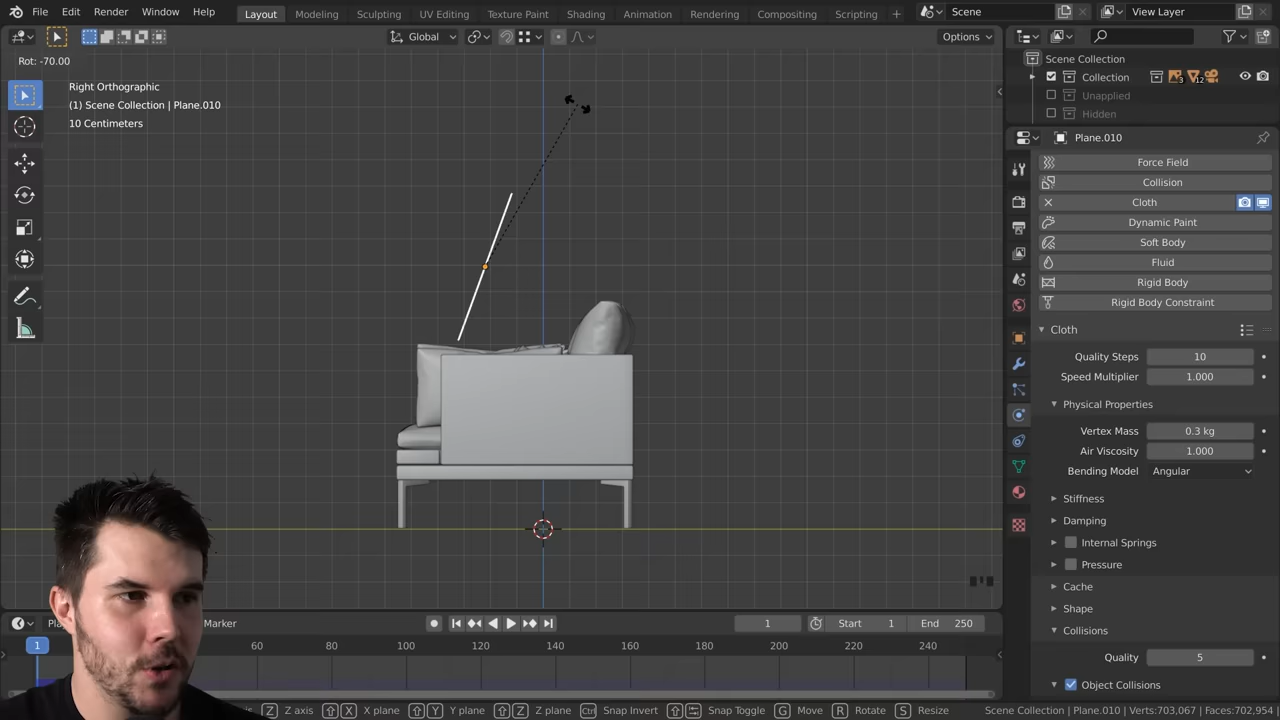 File Edit Render Window Help Layout Modeling Sculpting UV Editing Texture Paint Shading Animation Rendering Compositing Scripting + Scene View Layer
Global Options
Rot: -70.00
Right Orthographic
(1) Scene Collection | Plane.010
10 Centimeters
Scene Collection
Collection 3 12
Unapplied
Hidden
Plane.010
Force Field
Collision
Cloth
Dynamic Paint
Soft Body
Fluid
Rigid Body
Rigid Body Constraint
Cloth
Quality Steps 10
Speed Multiplier 1.000
Physical Properties
Vertex Mass 0.3 kg
Air Viscosity 1.000
Bending Model Angular
Stiffness
Damping
Internal Springs
Pressure
Cache
Shape
Collisions
Quality 5
Object Collisions
Marker 1 Start 1 End 250
1 60 80 100 120 140 160 180 200 220 240
Z Z axis X X plane Y Y plane Z Z plane Ctrl Snap Invert Snap Toggle G Move R Rotate S Resize Scene Collection | Plane.010 | Verts:703,067 | Faces:702,954 |